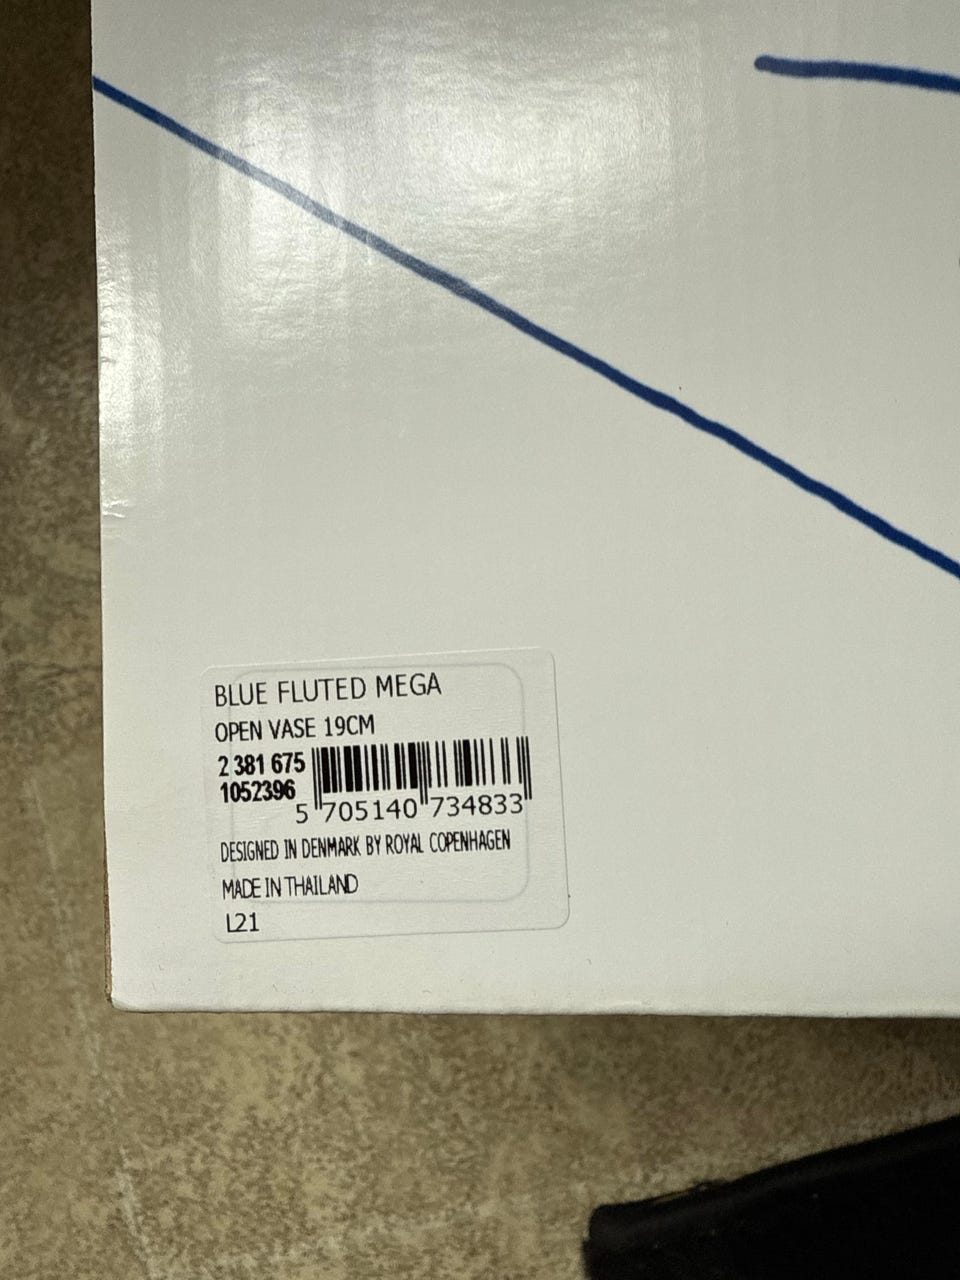 BLUE FLUTED MEGA
OPEN VASE 19CM
2 381 675
1052396
5 705140 734833
DESIGNED IN DENMARK BY ROYAL COPENHAGEN
MADE IN THAILAND
L21